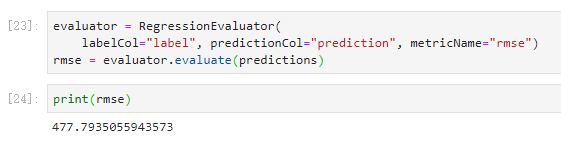 [23]: evaluator = RegressionEvaluator(
labelCol="label", predictionCol="prediction", metricName="rmse")
rmse = evaluator.evaluate(predictions)
[24]: print(rmse)
477.7935055943573